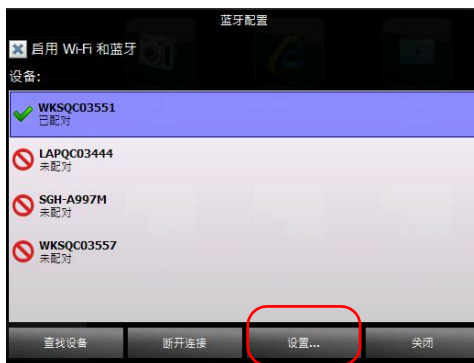 蓝牙配置
启用 Wi-Fi 和蓝牙
设备:
WKSQC03551
已配对
LAPQC03444
未配对
SGH-A997M
未配对
WKSQC03557
未配对
查找设备 断开连接 设置... 关闭